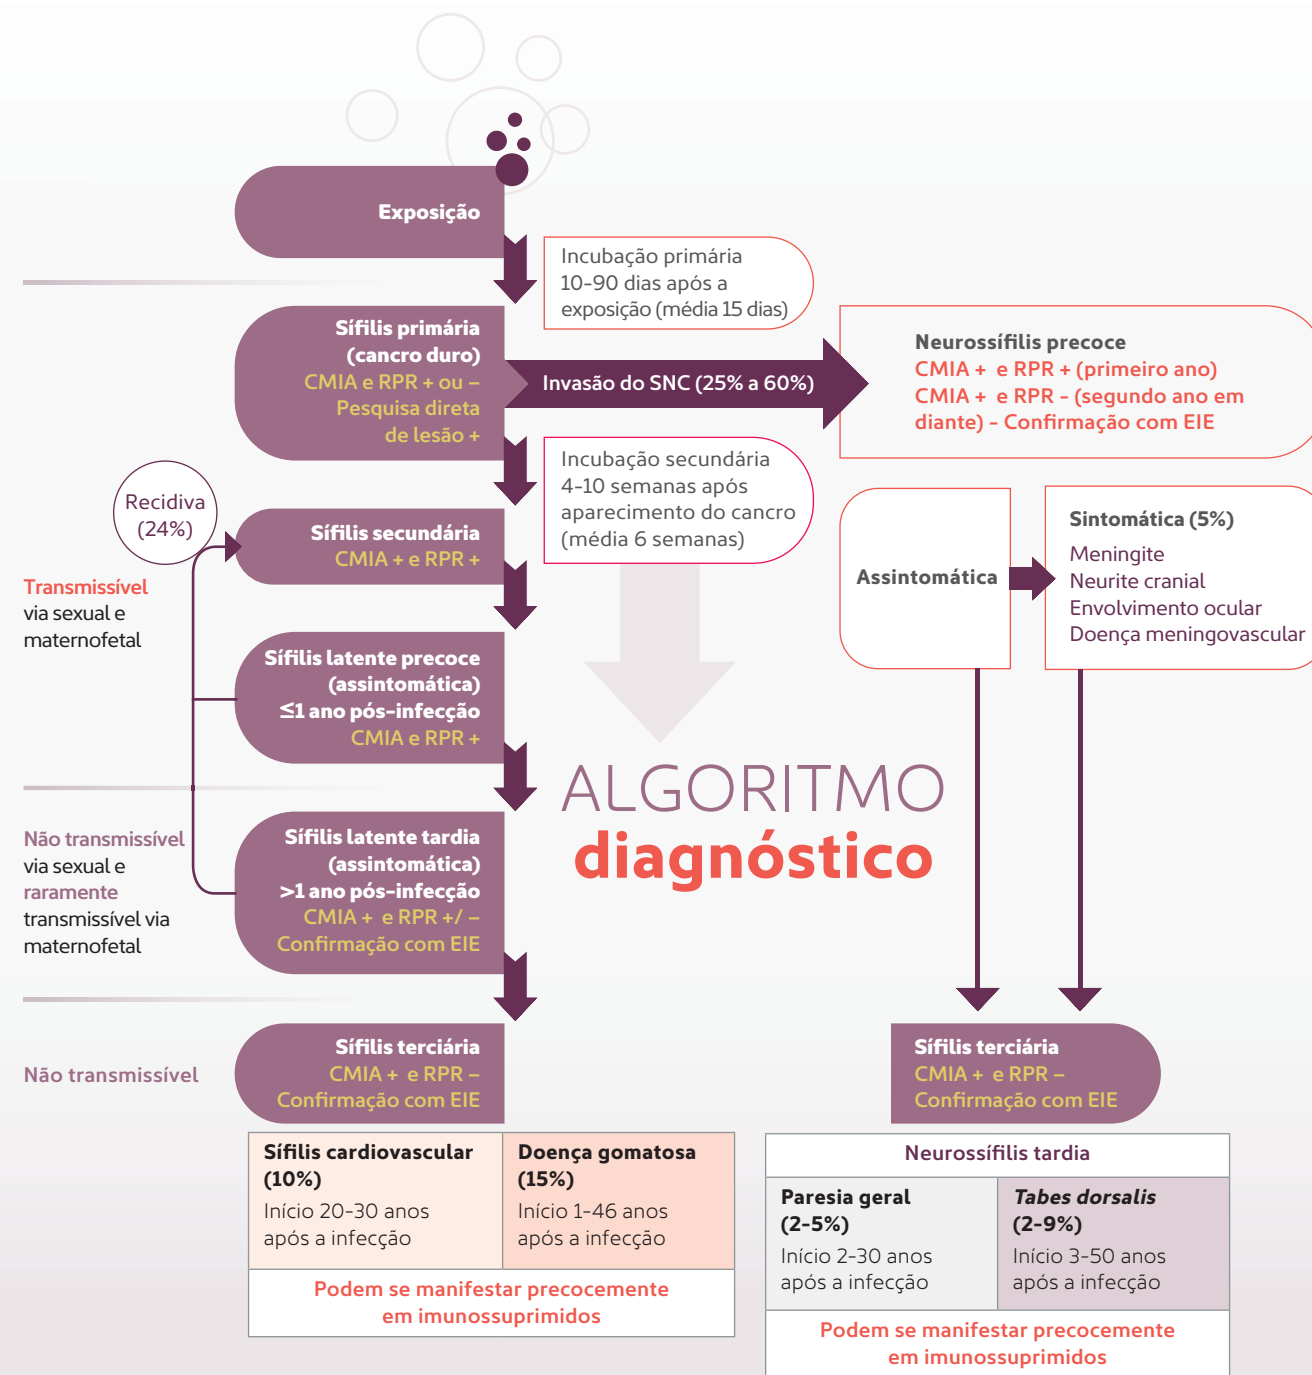 Exposição
Incubação primária
10-90 dias após a
exposição (média 15 dias)
Sífilis primária
(cancro duro)
CMIA e RPR + ou –
Pesquisa direta
de lesão +
Invasão do SNC (25% a 60%)
Neurossífilis precoce
CMIA + e RPR + (primeiro ano)
CMIA + e RPR - (segundo ano em
diante) - Confirmação com EIE
Incubação secundária
4-10 semanas após
aparecimento do cancro
(média 6 semanas)
Recidiva
(24%)
Sífilis secundária
CMIA + e RPR +
Assintomática
Sintomática (5%)
Meningite
Neurite cranial
Envolvimento ocular
Doença meningovascular
Transmissível
via sexual e
maternofetal
Sífilis latente precoce
(assintomática)
≤1 ano pós-infecção
CMIA e RPR +
ALGORITMO
diagnóstico
Não transmissível
via sexual e
raramente
transmissível via
maternofetal
Sífilis latente tardia
(assintomática)
>1 ano pós-infecção
CMIA + e RPR +/ –
Confirmação com EIE
Não transmissível
Sífilis terciária
CMIA + e RPR –
Confirmação com EIE
Sífilis cardiovascular
(10%)
Início 20-30 anos
após a infecção
Doença gomatosa
(15%)
Início 1-46 anos
após a infecção
Podem se manifestar precocemente
em imunossuprimidos
Sífilis terciária
CMIA + e RPR –
Confirmação com EIE
Neurossífilis tardia
Paresia geral
(2-5%)
Início 2-30 anos
após a infecção
Tabes dorsalis
(2-9%)
Início 3-50 anos
após a infecção
Podem se manifestar precocemente
em imunossuprimidos